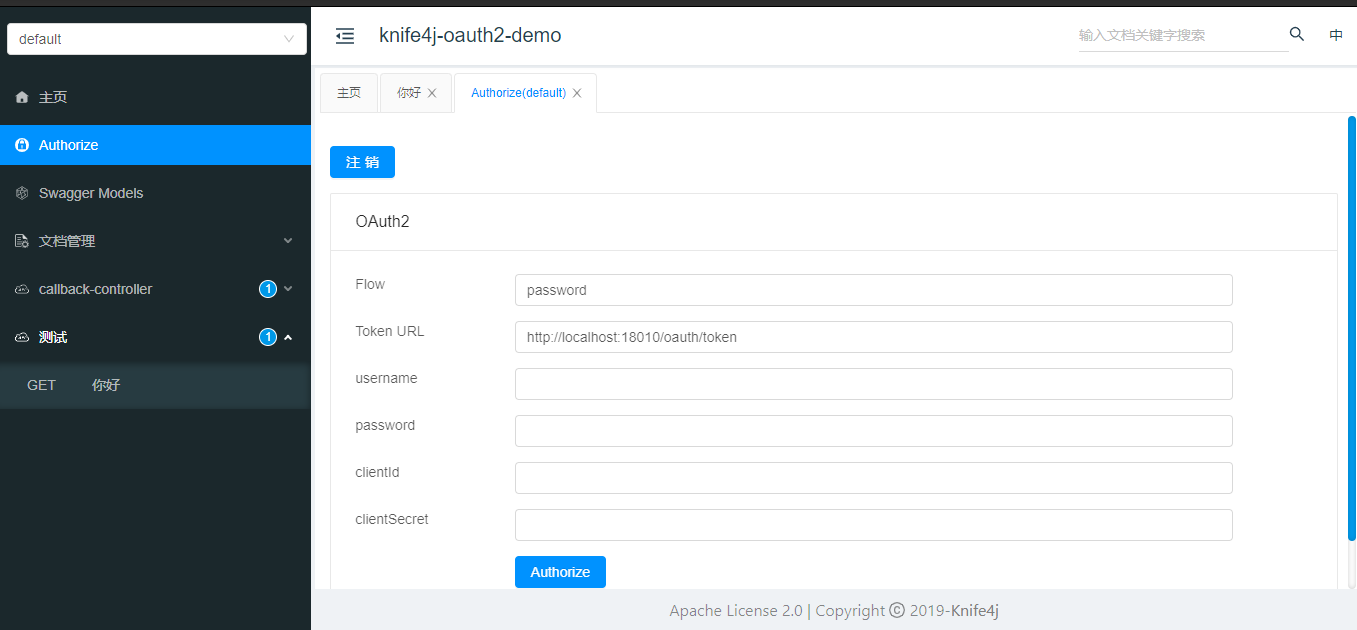 default
主页
Authorize
Swagger Models
文档管理
callback-controller 1
测试 1
GET 你好
knife4j-oauth2-demo
输入文档关键字搜索
中
主页 你好 Authorize(default)
注 销
OAuth2
Flow password
Token URL http://localhost:18010/oauth/token
username
password
clientId
clientSecret
Authorize
Apache License 2.0 | Copyright © 2019-Knife4j